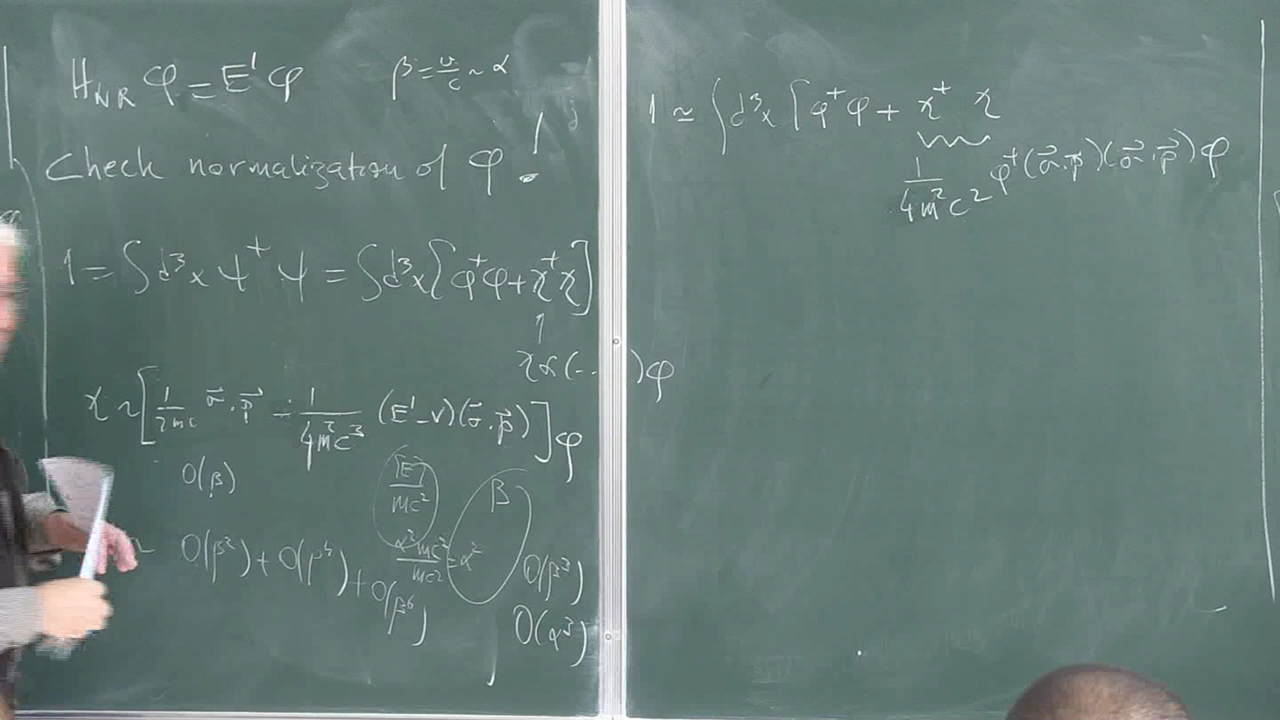 H_NR φ = E' φ   β = v/c ~ α
Check normalization of φ!
1 = ∫d³x ψ⁺ψ = ∫d³x[φ⁺φ + χ⁺χ]
↑
χ ∝ (...)φ
χ ~ [1/2mc σ⃗·p⃗ - 1/4m²c³ (E'-V)(σ⃗·p⃗)]φ
O(β)   |E'|/mc²   β
~ O(β²) + O(β⁴) + O(β⁶)   α²mc²/mc² = α²   O(β³)
O(α³)
1 ≃ ∫d³x [φ⁺φ + χ⁺ χ
1/4m²c² φ⁺(σ⃗·p⃗)(σ⃗·p⃗)φ